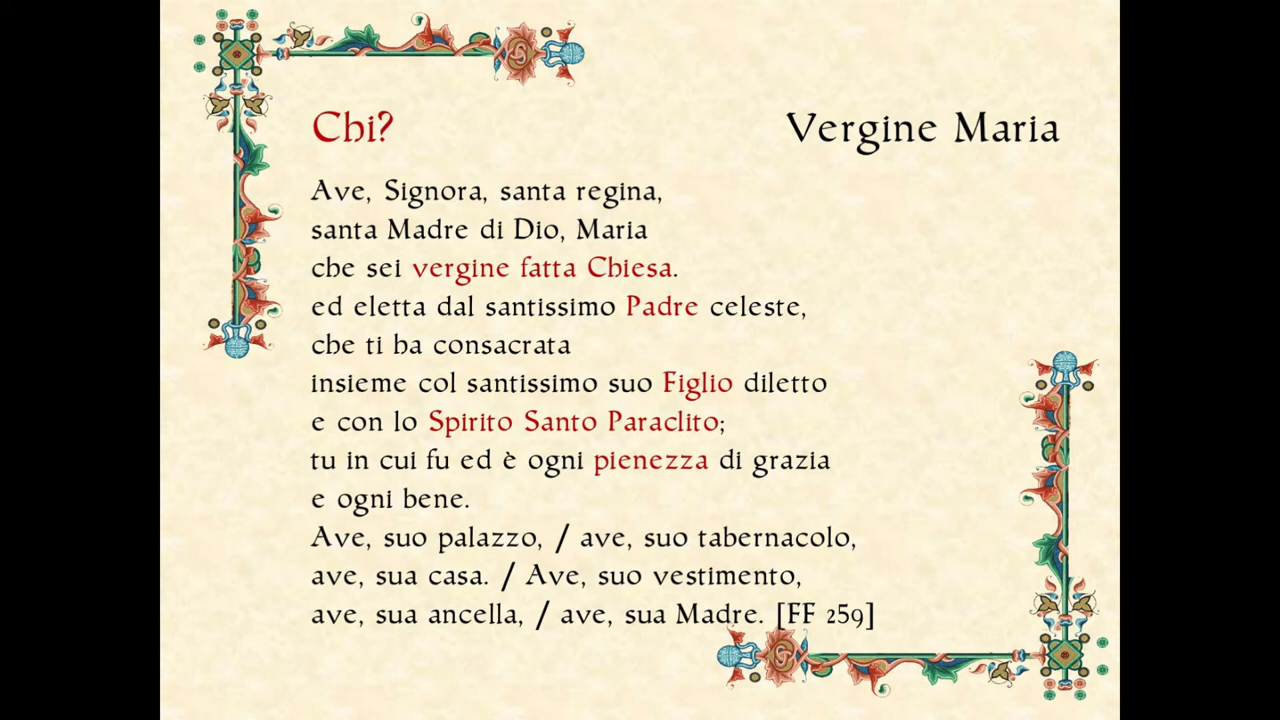 Chi?
Vergine Maria
Ave, Signora, santa regina,
santa Madre di Dio, Maria
che sei vergine fatta Chiesa.
ed eletta dal santissimo Padre celeste,
che ti ha consacrata
insieme col santissimo suo Figlio diletto
e con lo Spirito Santo Paraclito;
tu in cui fu ed è ogni pienezza di grazia
e ogni bene.
Ave, suo palazzo, / ave, suo tabernacolo,
ave, sua casa. / Ave, suo vestimento,
ave, sua ancella, / ave, sua Madre. [FF 259]